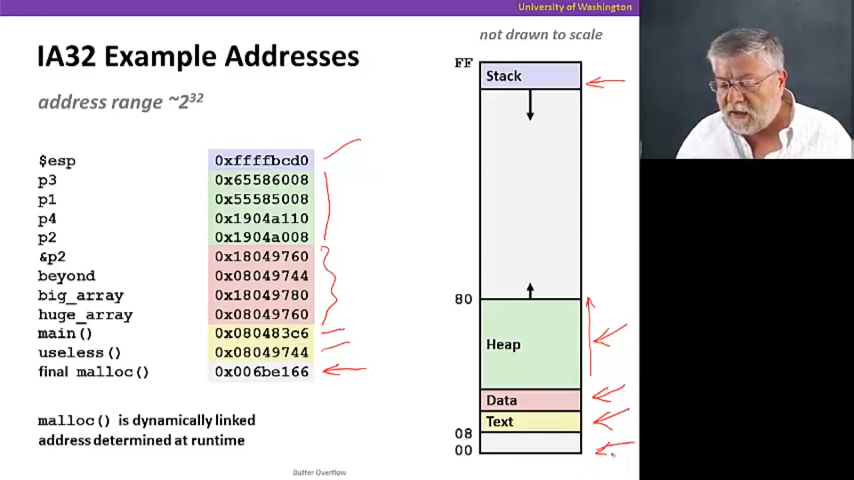 University of Washington
IA32 Example Addresses
not drawn to scale
address range ~2³²
FF
Stack
$esp 0xffffbcd0
p3 0x65586008
p1 0x55585008
p4 0x1904a110
p2 0x1904a008
&p2 0x18049760
beyond 0x08049744
big_array 0x18049780
huge_array 0x08049760
main() 0x080483c6
useless() 0x08049744
final malloc() 0x006be166
80
Heap
Data
Text
08
00
malloc() is dynamically linked
address determined at runtime
Buffer Overflow